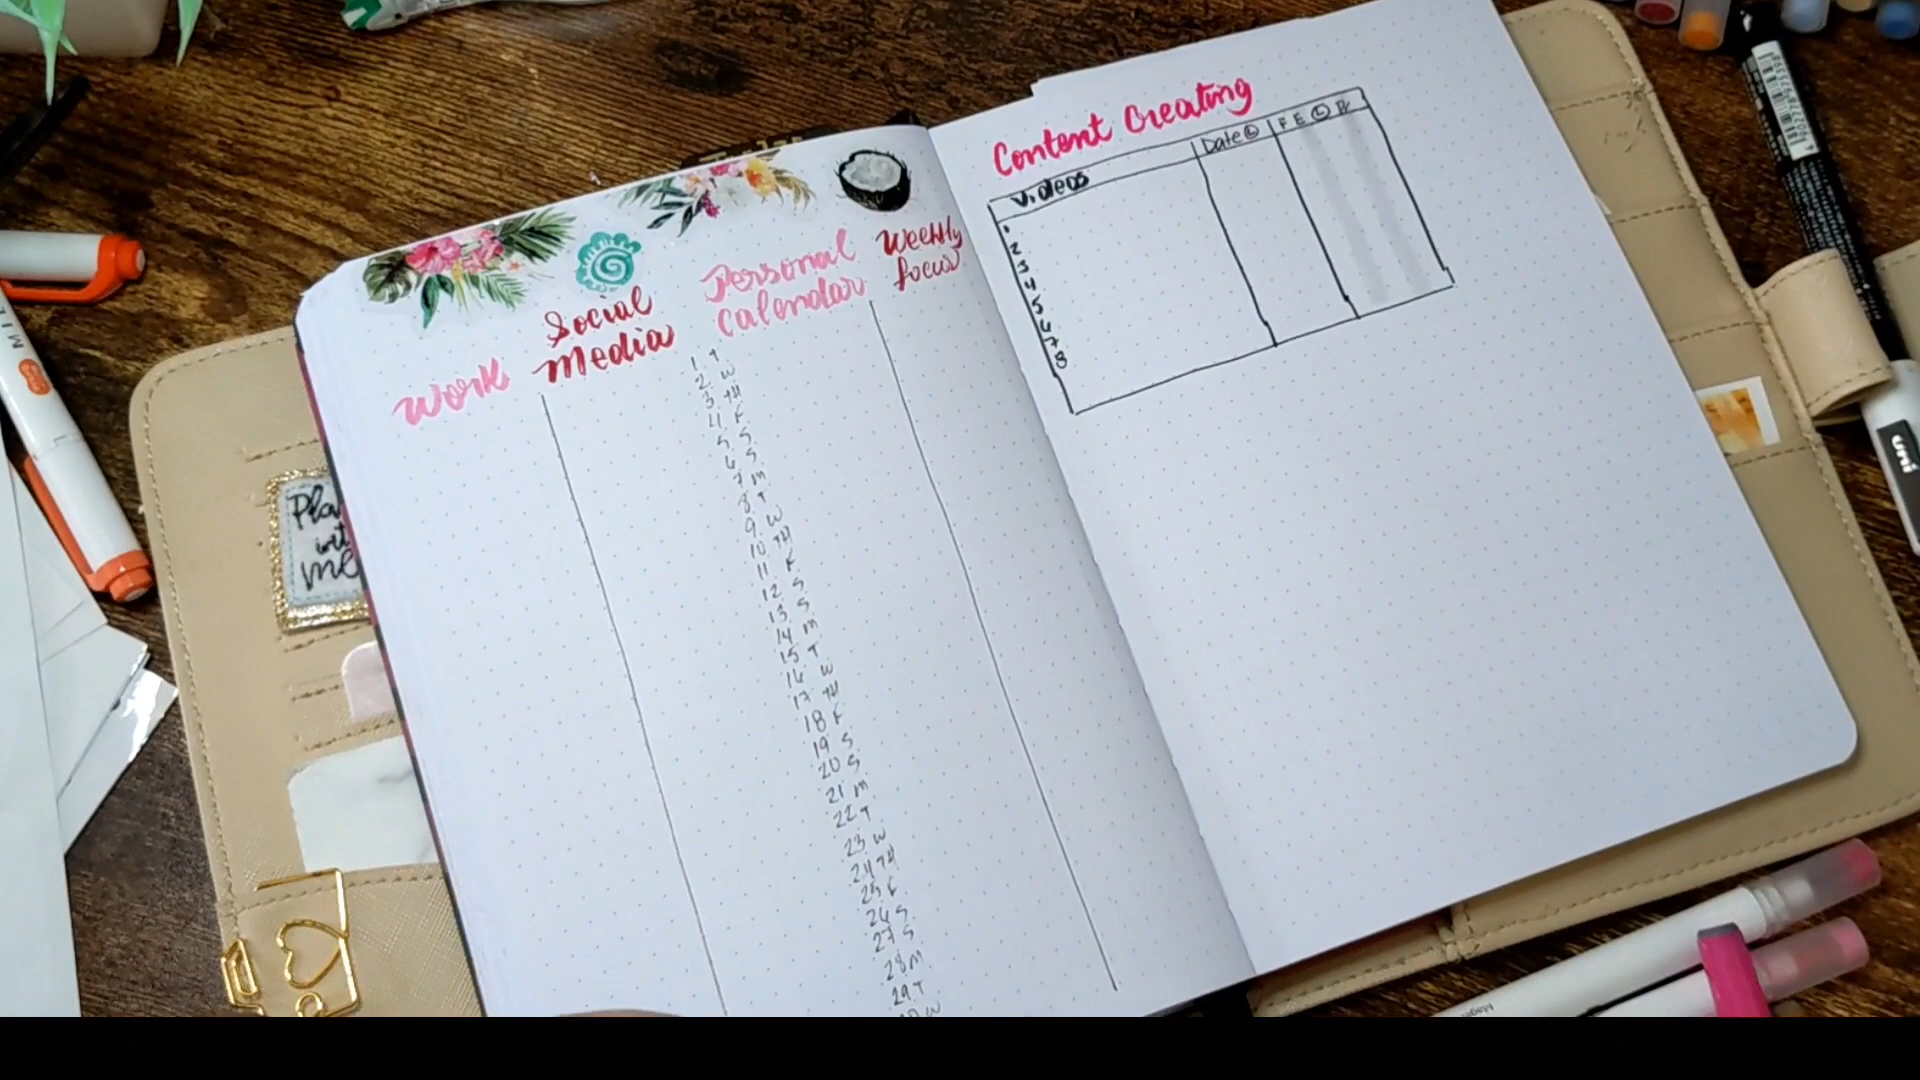 Work
Social
Media
Personal
Calendar
Weekly
focus
1 T
2 W
3 TH
4 F
5 S
6 S
7 M
8 T
9 W
10 TH
11 F
12 S
13 S
14 M
15 T
16 W
17 TH
18 F
19 S
20 S
21 M
22 T
23 W
24 TH
25 F
26 S
27 S
28 M
29 T
Content Creating
Videos
Date L F E L
1
2
3
4
5
6
7
8
me
uni